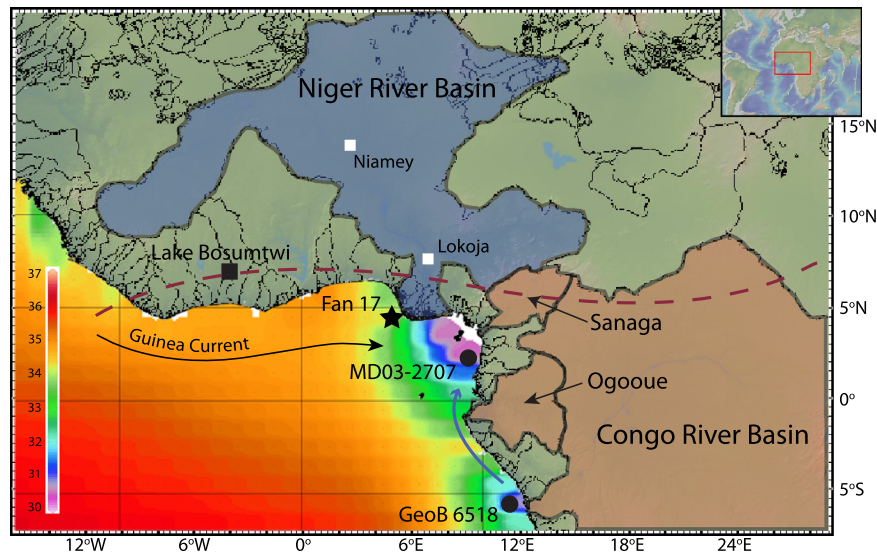 Niger River Basin
15°N
Niamey
10°N
Lokoja
Lake Bosumtwi
37
36
35
34
33
32
31
30
Fan 17
5°N
Sanaga
Guinea Current
MD03-2707
Ogooue
0°
Congo River Basin
5°S
GeoB 6518
12°W
6°W
0°
6°E
12°E
18°E
24°E